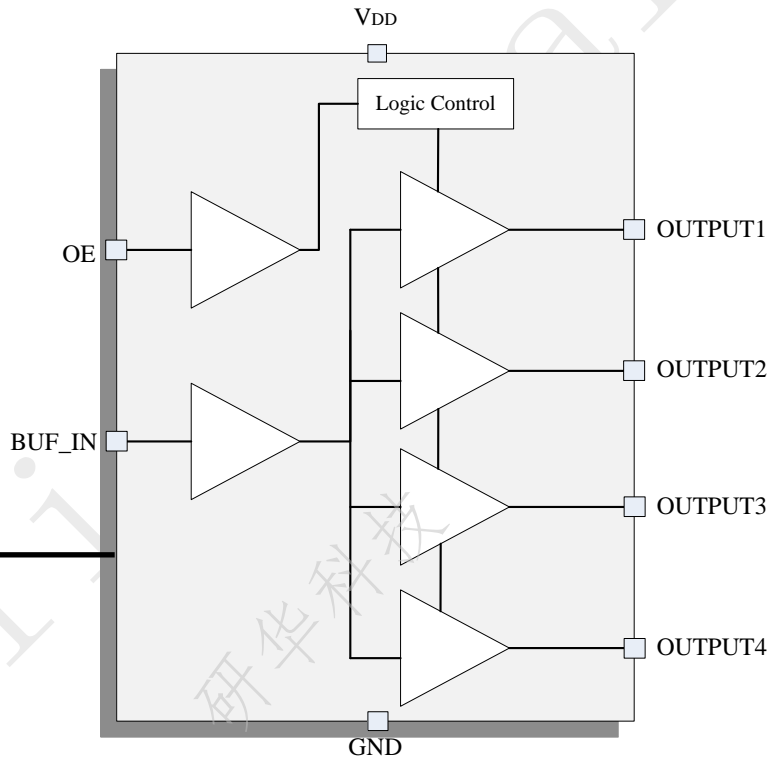 VDD
Logic Control
OE
OUTPUT1
OUTPUT2
BUF_IN
OUTPUT3
OUTPUT4
GND
研华科技